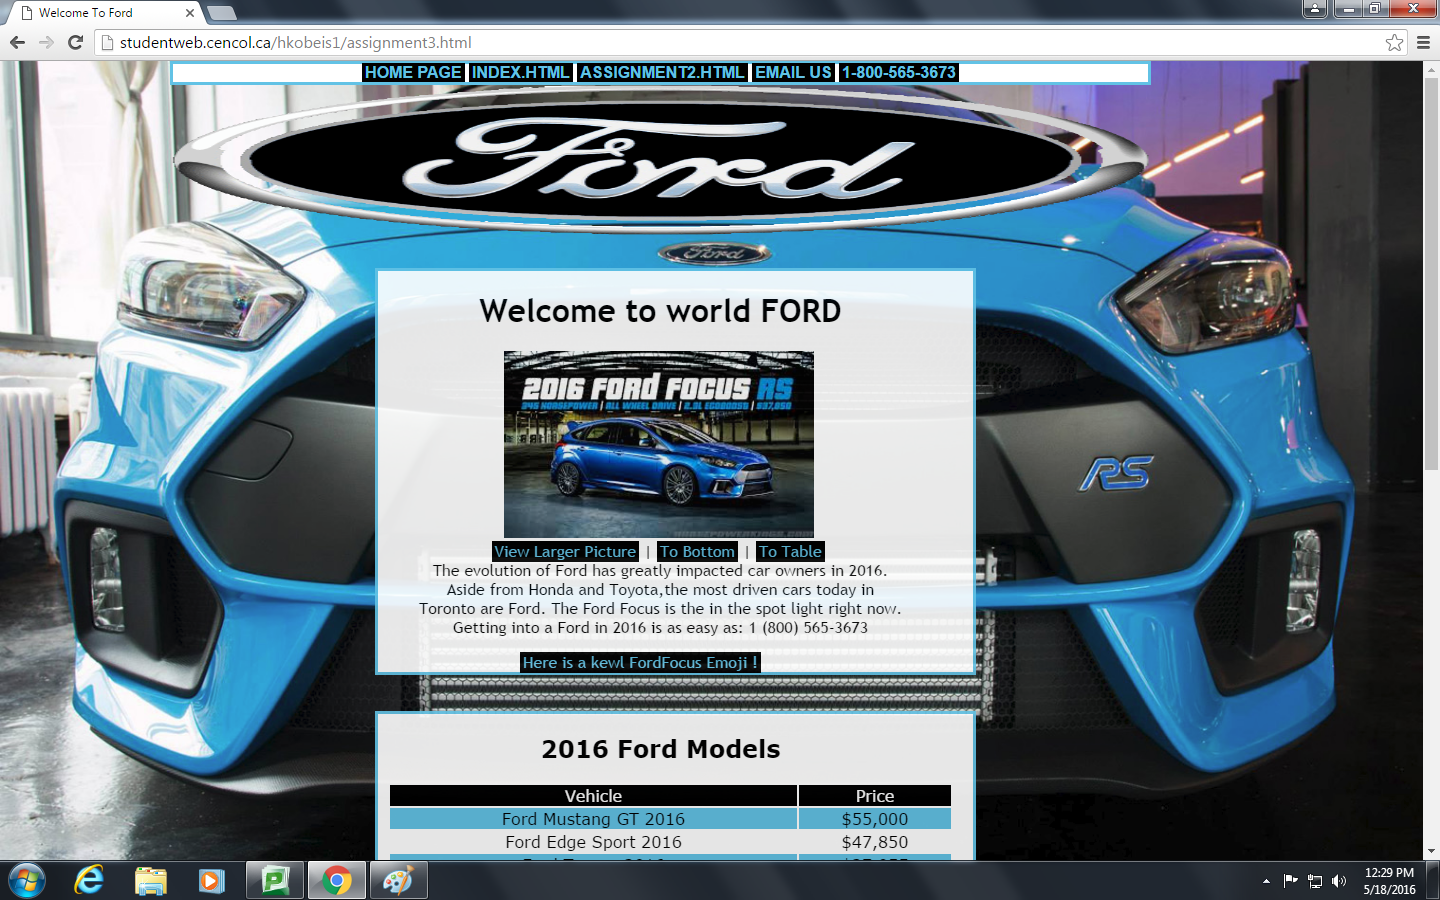 Welcome To Ford
studentweb.cencol.ca/hkobeis1/assignment3.html
HOME PAGE INDEX.HTML ASSIGNMENT2.HTML EMAIL US 1-800-565-3673
Ford
Ford
Welcome to world FORD
2016 FORD FOCUS RS
345 HORSEPOWER | ALL WHEEL DRIVE | 2.3L ECOBOOST | $37,850
RS
View Larger Picture | To Bottom | To Table
The evolution of Ford has greatly impacted car owners in 2016.
Aside from Honda and Toyota,the most driven cars today in
Toronto are Ford. The Ford Focus is the in the spot light right now.
Getting into a Ford in 2016 is as easy as: 1 (800) 565-3673
Here is a kewl FordFocus Emoji !
2016 Ford Models
Vehicle Price
Ford Mustang GT 2016 $55,000
Ford Edge Sport 2016 $47,850
12:29 PM
5/18/2016